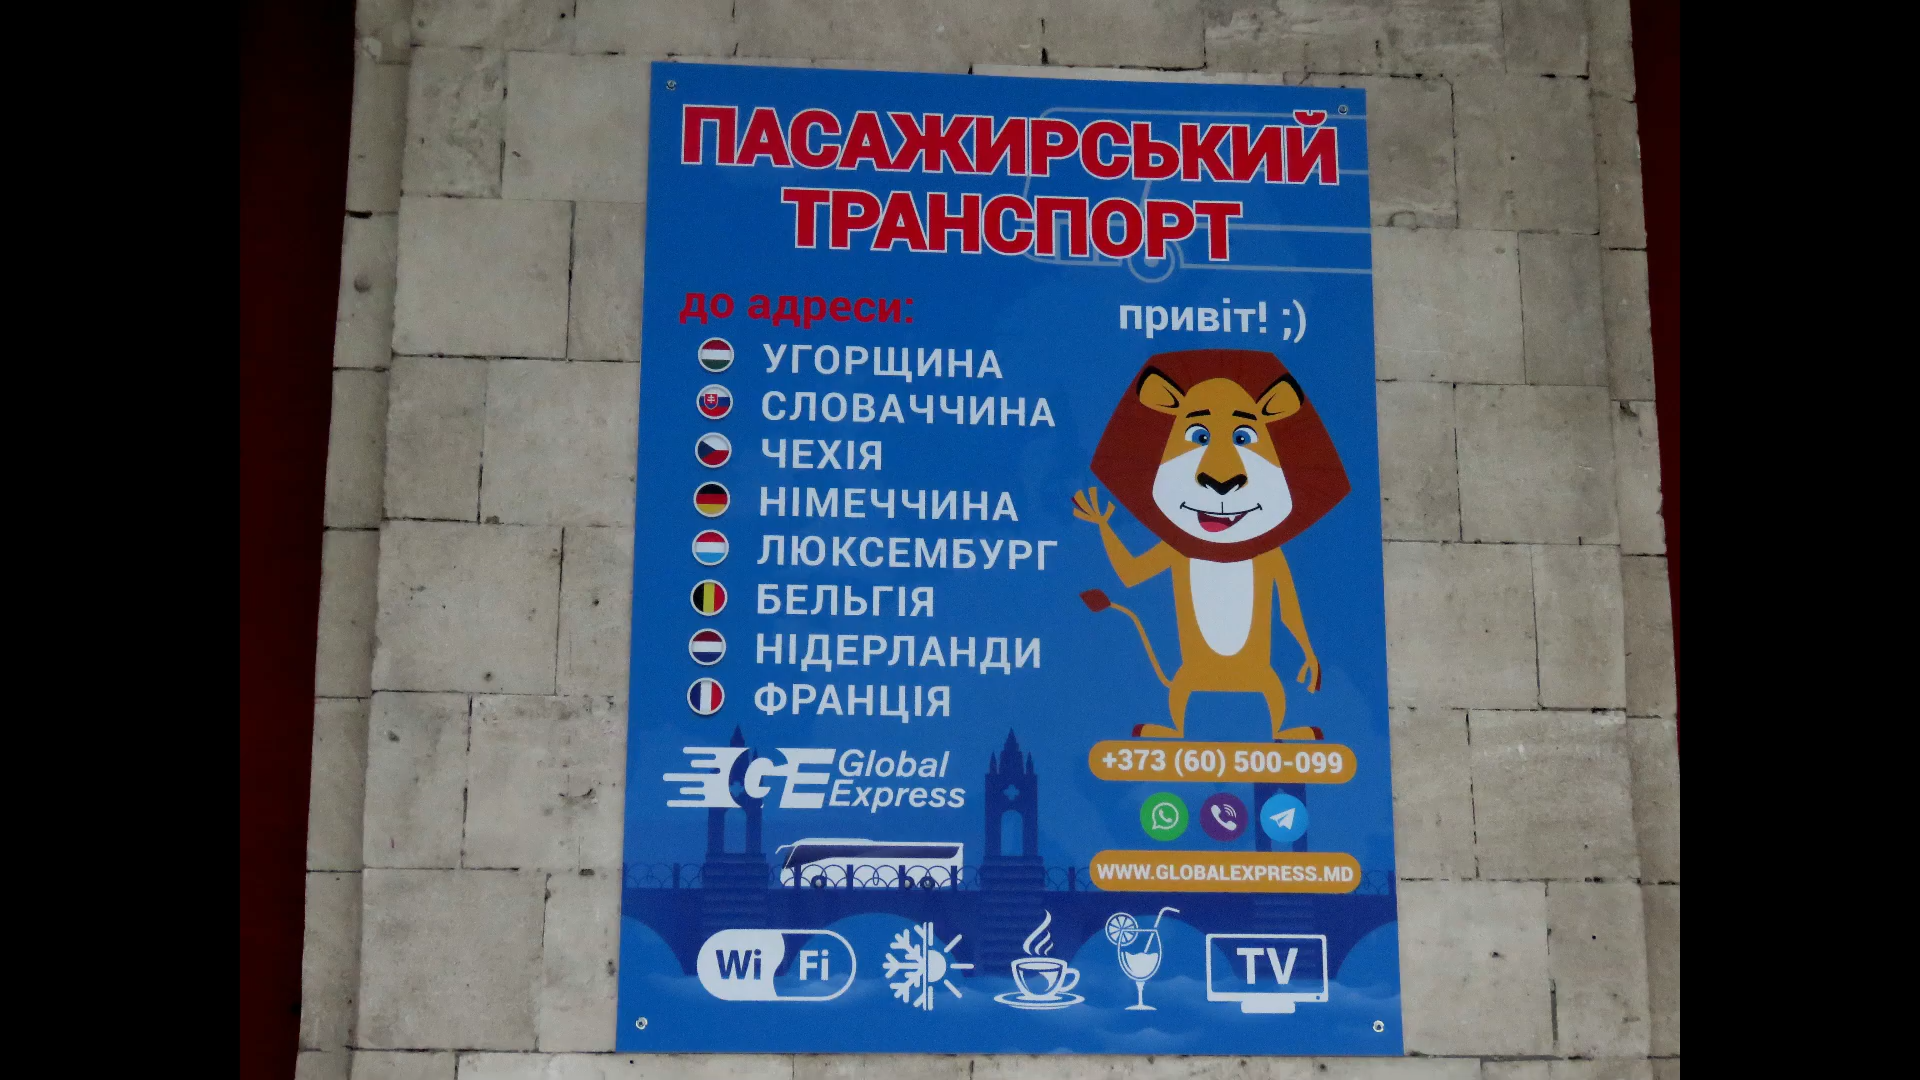 ПАСАЖИРСЬКИЙ
ТРАНСПОРТ
до адреси:
привіт! ;)
УГОРЩИНА
СЛОВАЧЧИНА
ЧЕХІЯ
НІМЕЧЧИНА
ЛЮКСЕМБУРГ
БЕЛЬГІЯ
НІДЕРЛАНДИ
ФРАНЦІЯ
GE Global
Express
+373 (60) 500-099
WWW.GLOBALEXPRESS.MD
Wi Fi
TV